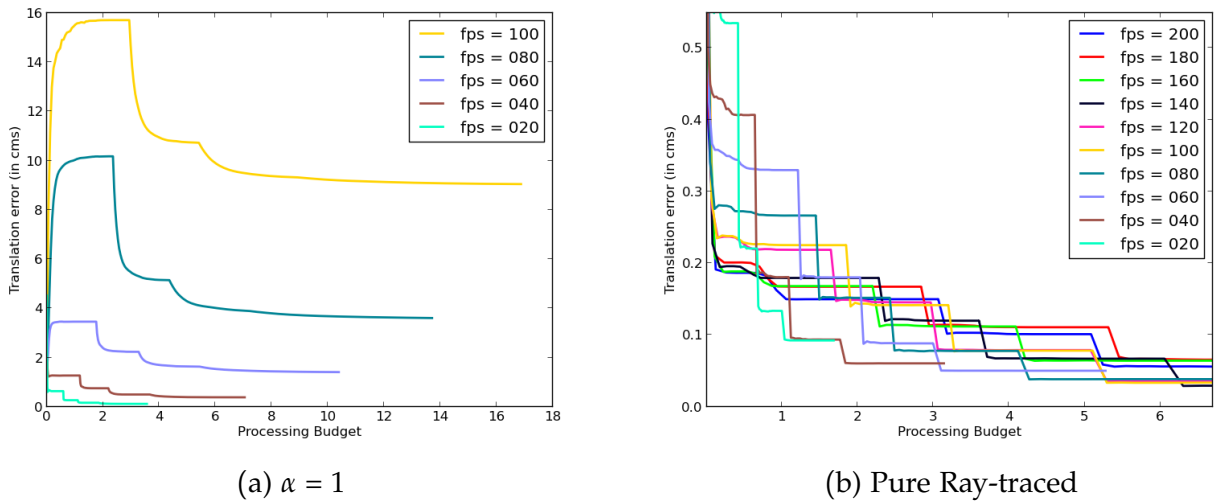 16
14
12
10
8
6
4
2
0
Translation error (in cms)
0 2 4 6 8 10 12 14 16 18
Processing Budget
fps = 100
fps = 080
fps = 060
fps = 040
fps = 020
(a) α = 1
0.5
0.4
0.3
0.2
0.1
0.0
Translation error (in cms)
1 2 3 4 5 6
Processing Budget
fps = 200
fps = 180
fps = 160
fps = 140
fps = 120
fps = 100
fps = 080
fps = 060
fps = 040
fps = 020
(b) Pure Ray-traced